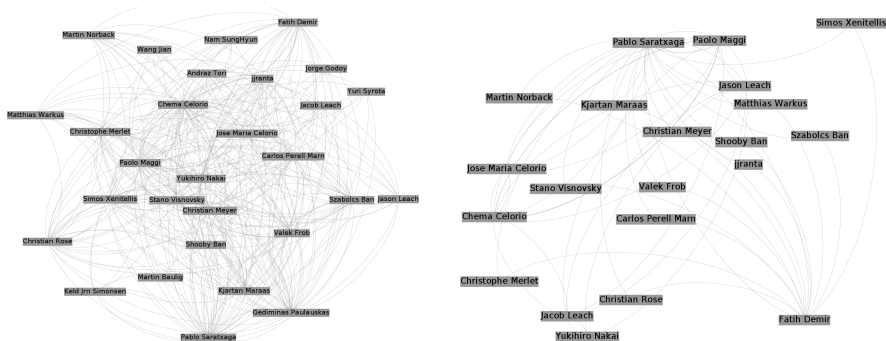 Fatih Demir
Martin Norback
Nam SungHyun
Wang Jian
Jorge Godoy
Andraz Tori
jjranta
Yuri Syrota
Chema Celorio
Jacob Leach
Matthias Warkus
Christophe Merlet
Jose Maria Celorio
Carlos Perell Marn
Paolo Maggi
Yukihiro Nakai
Simos Xenitellis
Stano Visnovsky
Szabolcs Ban
Jason Leach
Christian Meyer
Valek Frob
Christian Rose
Shooby Ban
Martin Baulig
Keld Jrn Simonsen
Kjartan Maraas
Gediminas Paulauskas
Pablo Saratxaga
Simos Xenitellis
Pablo Saratxaga
Paolo Maggi
Jason Leach
Martin Norback
Kjartan Maraas
Matthias Warkus
Christian Meyer
Szabolcs Ban
Shooby Ban
jjranta
Jose Maria Celorio
Stano Visnovsky
Valek Frob
Chema Celorio
Carlos Perell Marn
Christophe Merlet
Christian Rose
Jacob Leach
Fatih Demir
Yukihiro Nakai